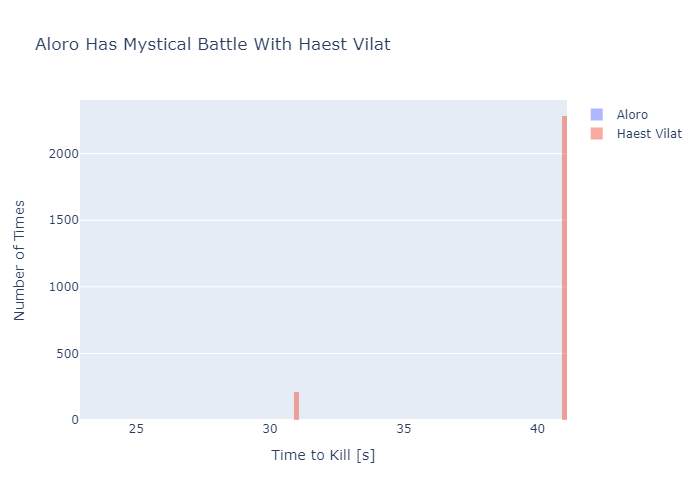 Aloro Has Mystical Battle With Haest Vilat
Aloro
Haest Vilat
Number of Times
2000
1500
1000
500
0
25
30
35
40
Time to Kill [s]